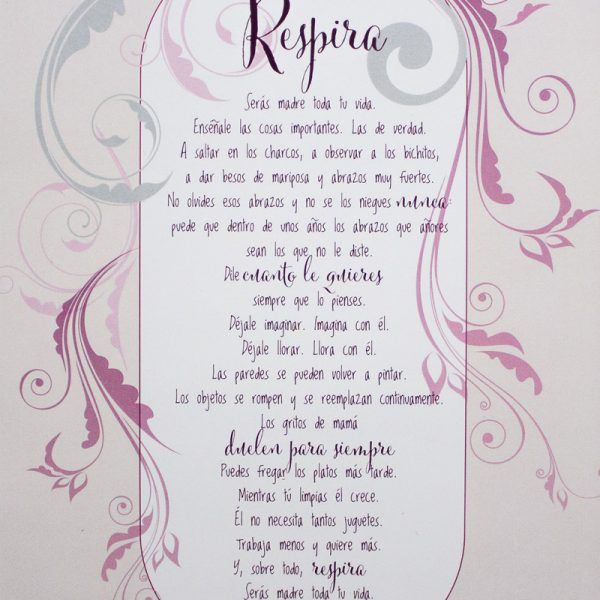 Respira
Serás madre toda tu vida.
Enséñale las cosas importantes. Las de verdad.
A saltar en los charcos, a observar a los bichitos,
a dar besos de mariposa y abrazos muy fuertes.
No olvides esos abrazos y no se los niegues nunca:
puede que dentro de unos años los abrazos que añores
sean los que no le diste.
Dile cuanto le quieres
siempre que lo pienses.
Déjale imaginar. Imagina con él.
Déjale llorar. Llora con él.
Las paredes se pueden volver a pintar.
Los objetos se rompen y se reemplazan continuamente.
Los gritos de mamá
duelen para siempre
Puedes fregar los platos más tarde.
Mientras tú limpias él crece.
Él no necesita tantos juguetes.
Trabaja menos y quiere más.
Y, sobre todo, respira
Serás madre toda tu vida.